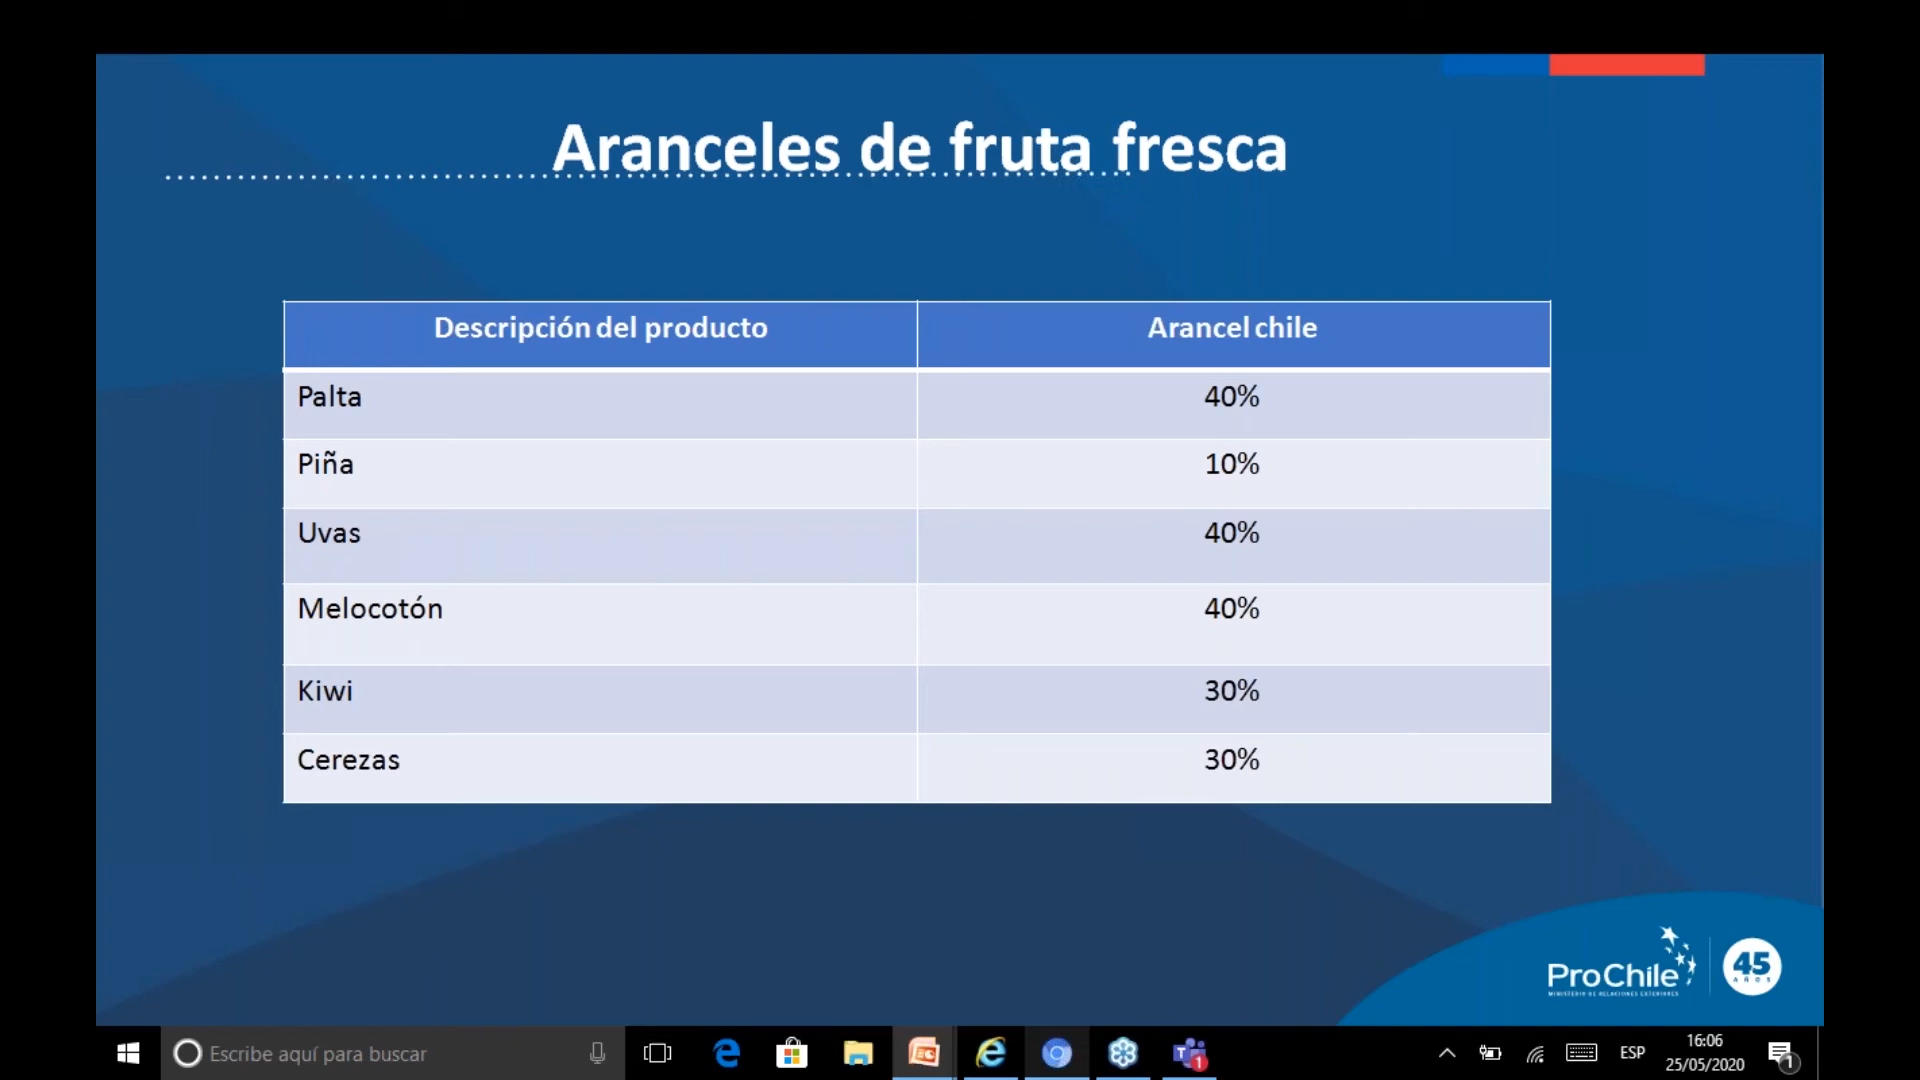 Aranceles de fruta fresca
Descripción del producto Arancel chile
Palta 40%
Piña 10%
Uvas 40%
Melocotón 40%
Kiwi 30%
Cerezas 30%
ProChile
MINISTERIO DE RELACIONES EXTERIORES
45
AÑOS
Escribe aquí para buscar
T 1
ESP
16:06
25/05/2020
1